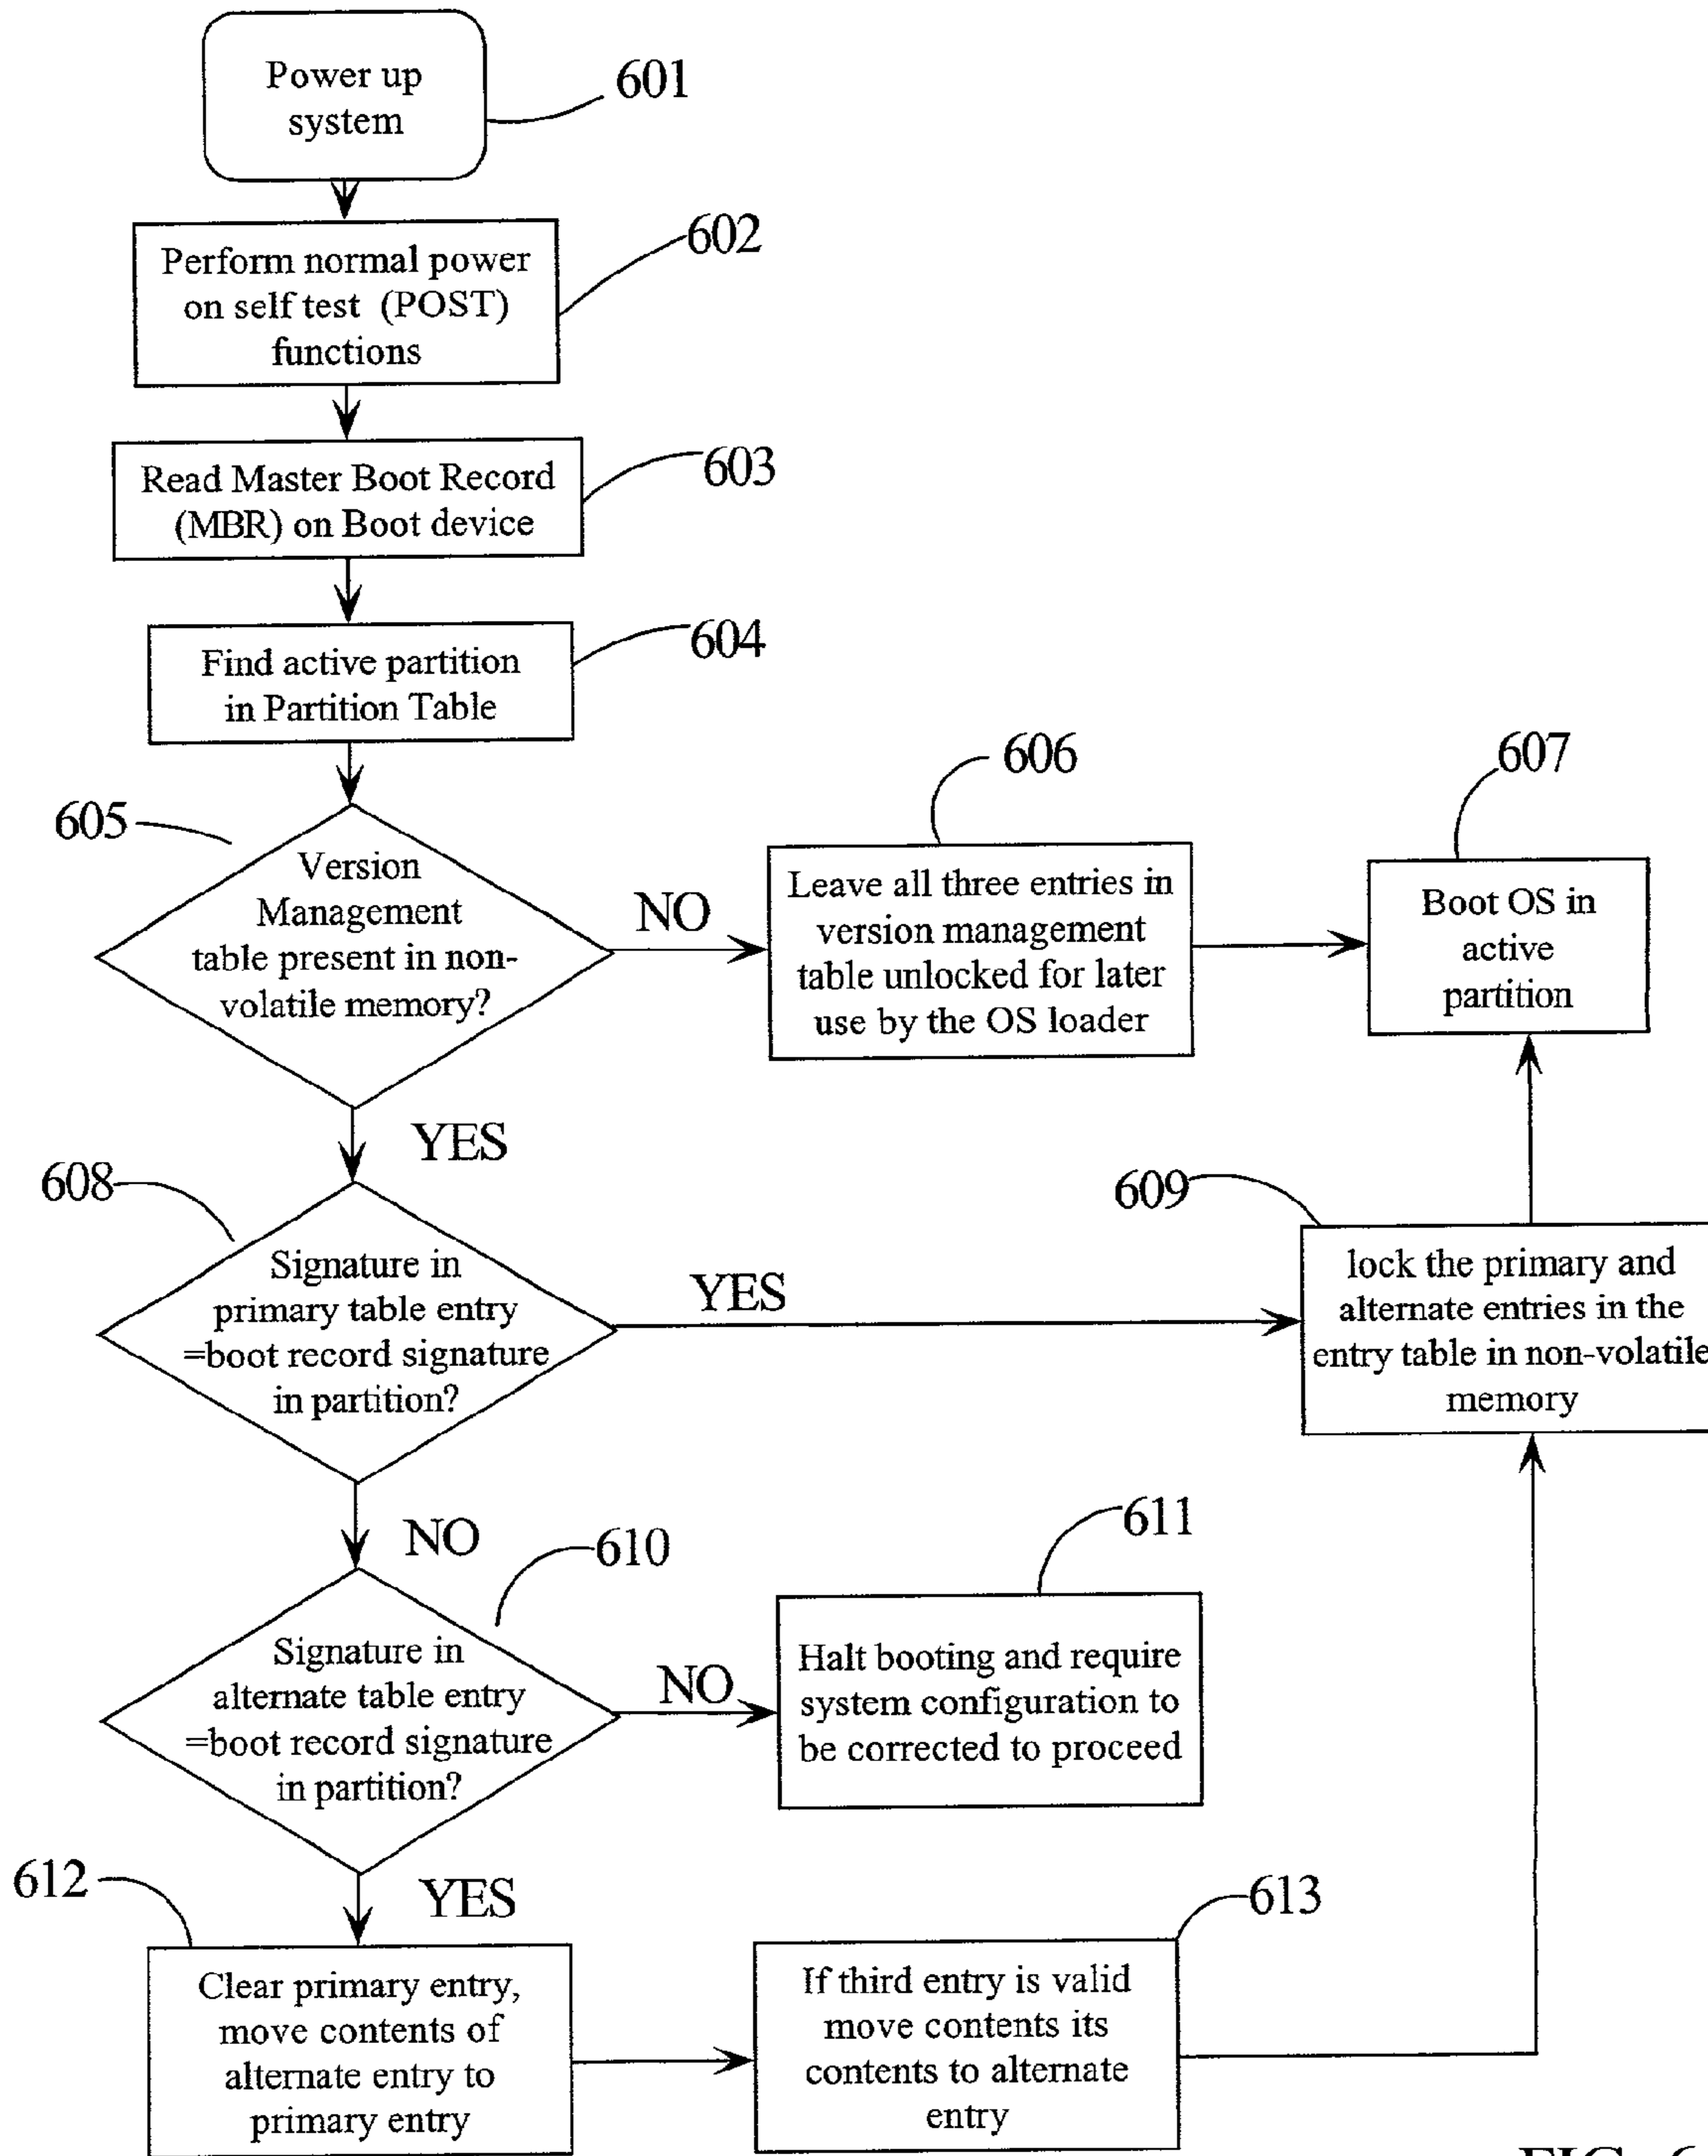 Power up
system
601
Perform normal power
on self test (POST)
functions
602
Read Master Boot Record
(MBR) on Boot device
603
Find active partition
in Partition Table
604
605
Version
Management
table present in non-
volatile memory?
NO
606
Leave all three entries in
version management
table unlocked for later
use by the OS loader
607
Boot OS in
active
partition
YES
608
Signature in
primary table entry
=boot record signature
in partition?
YES
609
lock the primary and
alternate entries in the
entry table in non-volatile
memory
NO
610
Signature in
alternate table entry
=boot record signature
in partition?
NO
611
Halt booting and require
system configuration to
be corrected to proceed
YES
612
Clear primary entry,
move contents of
alternate entry to
primary entry
613
If third entry is valid
move contents its
contents to alternate
entry
FIG. 6